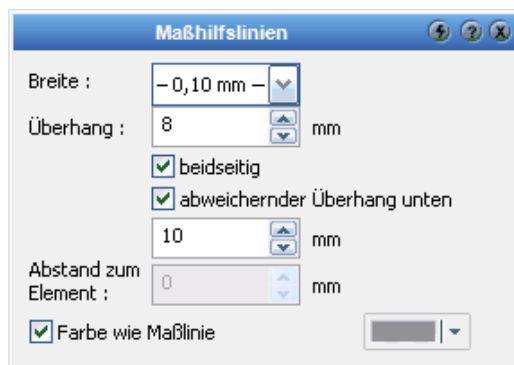 Maßhilfslinien
Breite : – 0,10 mm –
Überhang : 8 mm
beidseitig
abweichernder Überhang unten
10 mm
Abstand zum
Element : 0 mm
Farbe wie Maßlinie